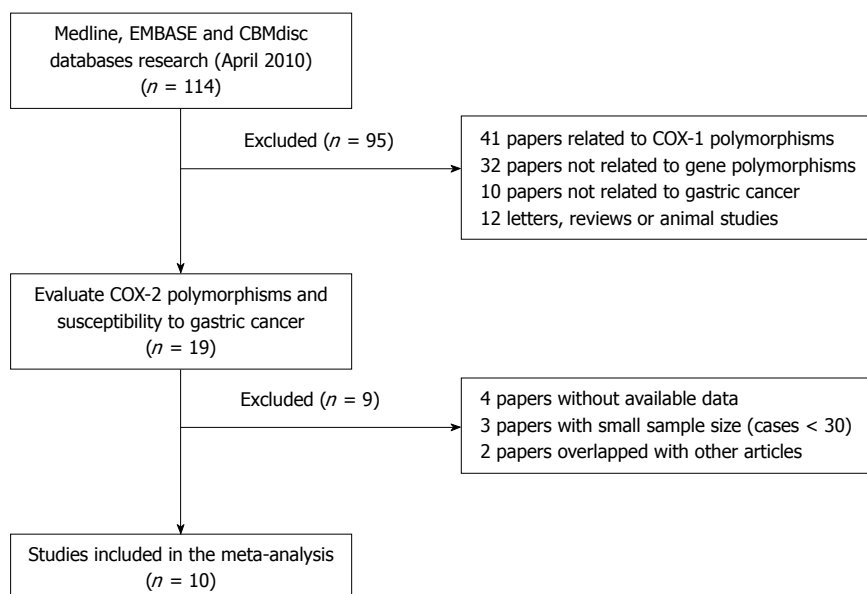 Medline, EMBASE and CBMdisc
databases research (April 2010)
(n = 114)
Excluded (n = 95)
41 papers related to COX-1 polymorphisms
32 papers not related to gene polymorphisms
10 papers not related to gastric cancer
12 letters, reviews or animal studies
Evaluate COX-2 polymorphisms and
susceptibility to gastric cancer
(n = 19)
Excluded (n = 9)
4 papers without available data
3 papers with small sample size (cases < 30)
2 papers overlapped with other articles
Studies included in the meta-analysis
(n = 10)